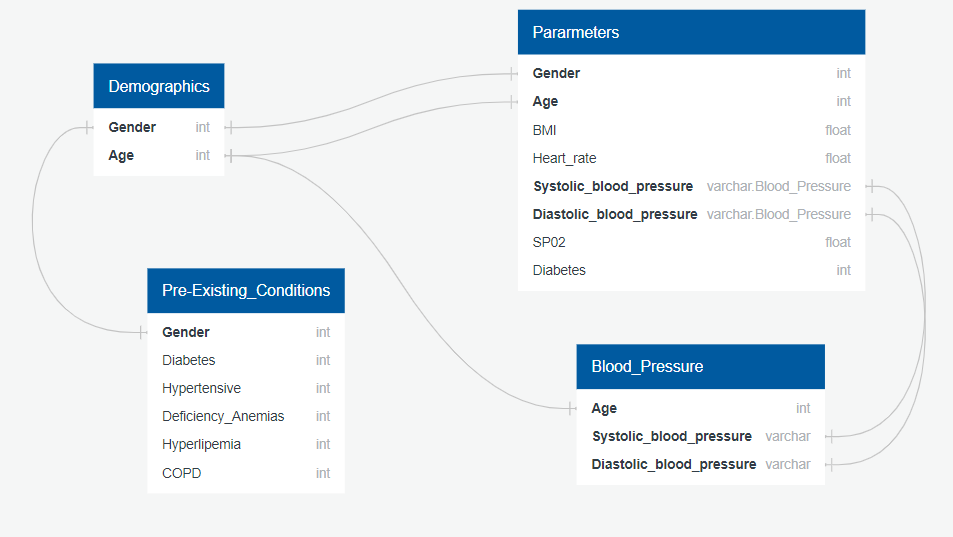 Demographics
Gender int
Age int
Pararmeters
Gender int
Age int
BMI float
Heart_rate float
Systolic_blood_pressure varchar.Blood_Pressure
Diastolic_blood_pressure varchar.Blood_Pressure
SP02 float
Diabetes int
Pre-Existing_Conditions
Gender int
Diabetes int
Hypertensive int
Deficiency_Anemias int
Hyperlipemia int
COPD int
Blood_Pressure
Age int
Systolic_blood_pressure varchar
Diastolic_blood_pressure varchar